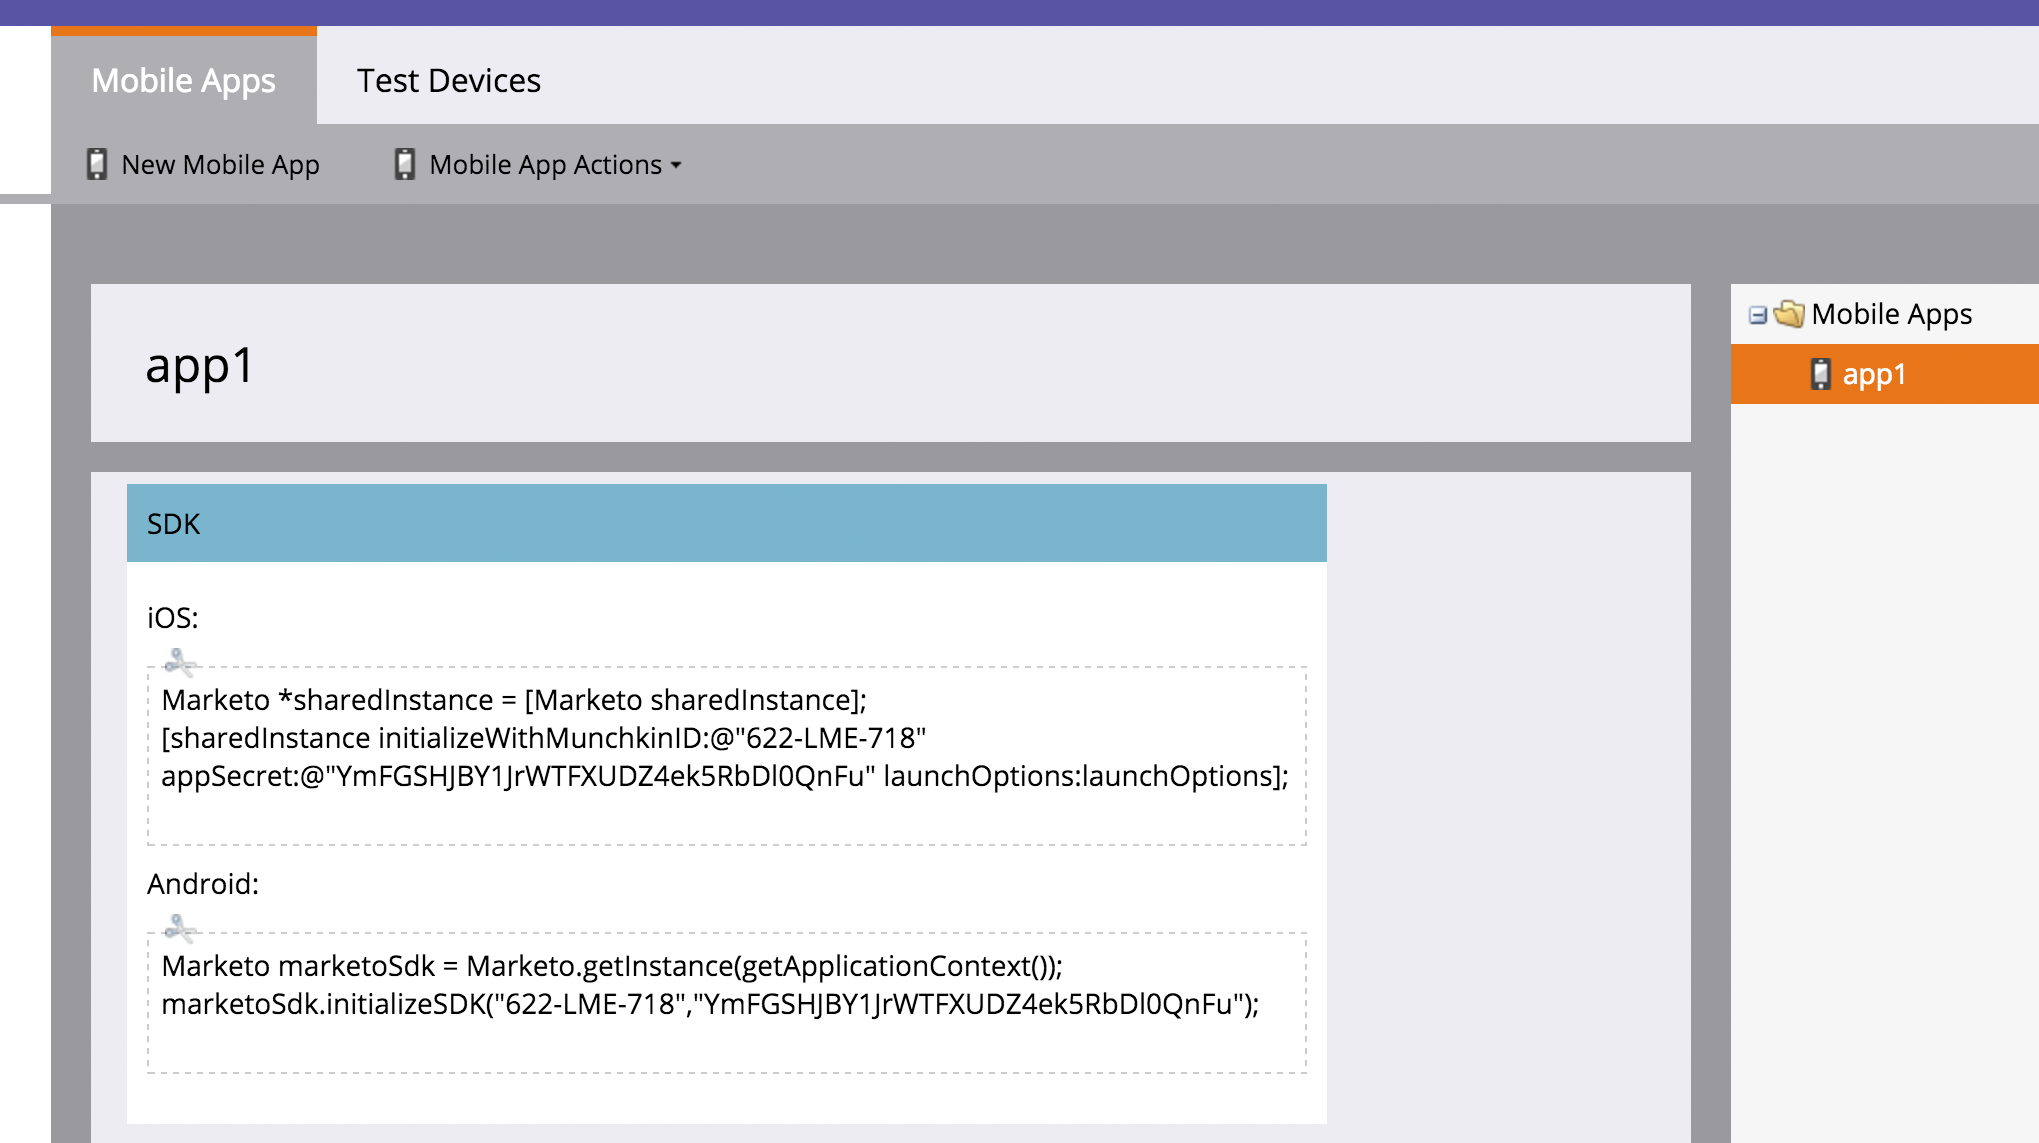 Mobile Apps
Test Devices
New Mobile App
Mobile App Actions
app1
SDK
iOS:
Marketo *sharedInstance = [Marketo sharedInstance];
[sharedInstance initializeWithMunchkinID:@"622-LME-718"
appSecret:@"YmFGSHJBY1JrWTFXUDZ4ek5RbDl0QnFu" launchOptions:launchOptions];
Android:
Marketo marketoSdk = Marketo.getInstance(getApplicationContext());
marketoSdk.initializeSDK("622-LME-718","YmFGSHJBY1JrWTFXUDZ4ek5RbDl0QnFu");
Mobile Apps
app1